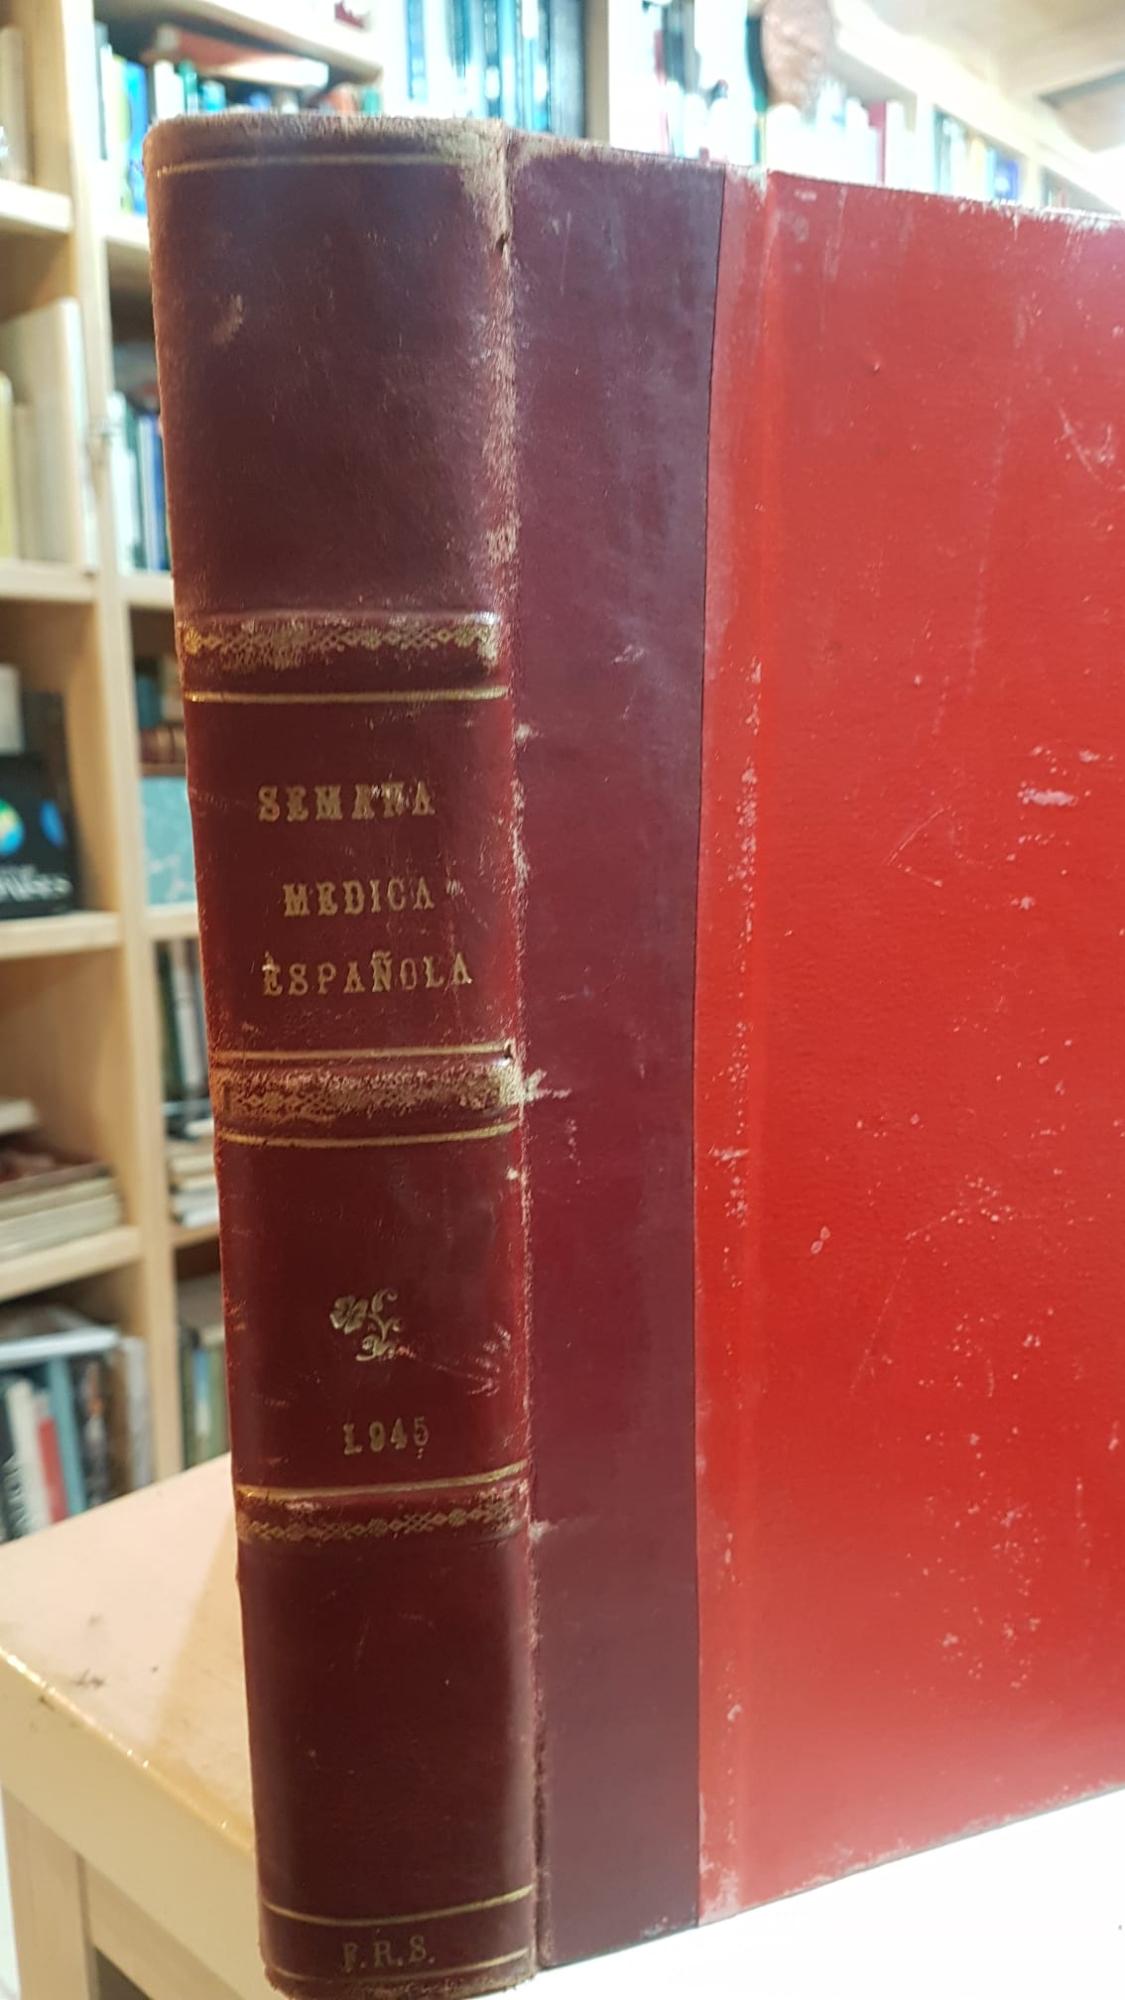 SEMANA
MEDICA
ESPAÑOLA
1945
F.R.S.